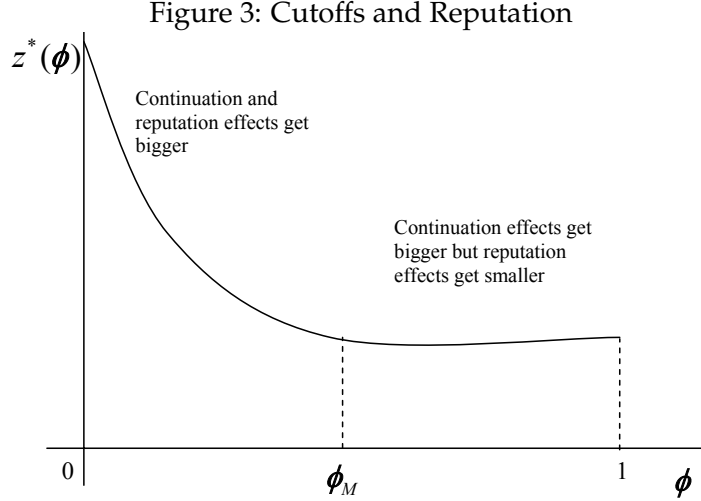 Figure 3: Cutoffs and Reputation
z*(ϕ)
Continuation and
reputation effects get
bigger
Continuation effects get
bigger but reputation
effects get smaller
0
ϕM
1
ϕ